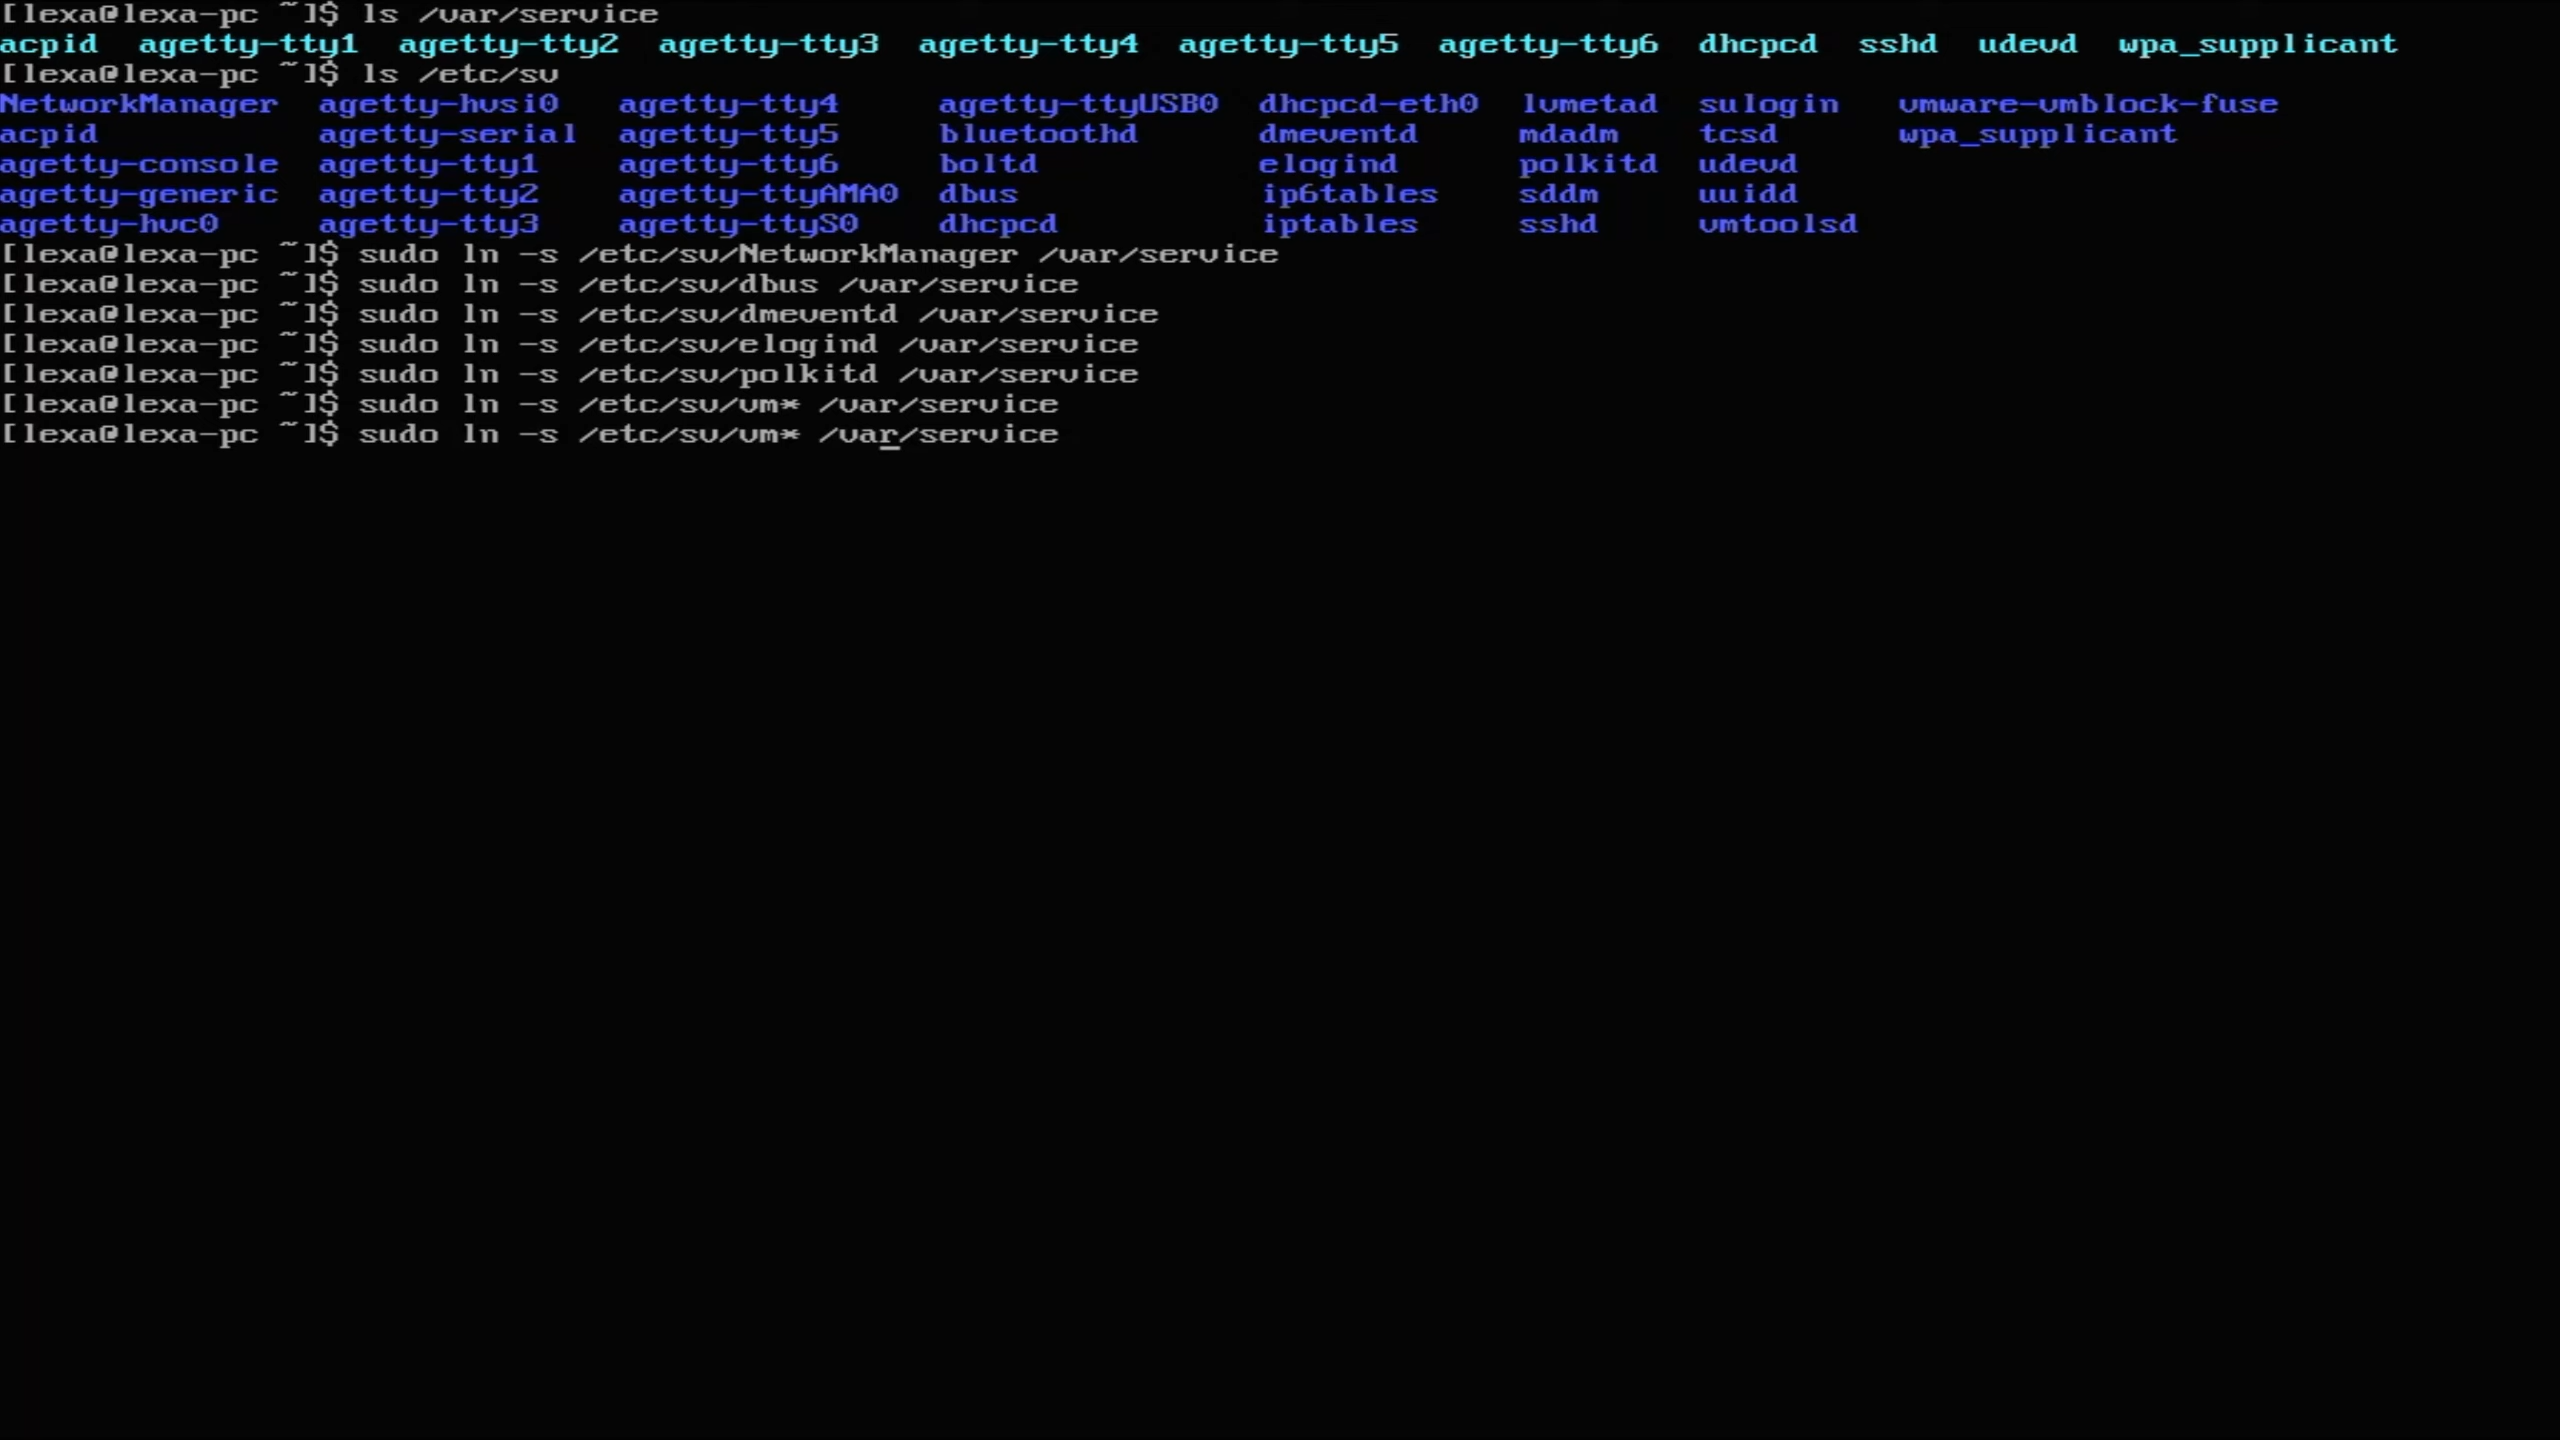 [lexa@lexa-pc ~]$ ls /var/service
acpid agetty-tty1 agetty-tty2 agetty-tty3 agetty-tty4 agetty-tty5 agetty-tty6 dhcpcd sshd udevd wpa_supplicant
[lexa@lexa-pc ~]$ ls /etc/sv
NetworkManager agetty-hvsi0 agetty-tty4 agetty-ttyUSB0 dhcpcd-eth0 lvmetad sulogin vmware-vmblock-fuse
acpid agetty-serial agetty-tty5 bluetoothd dmeventd mdadm tcsd wpa_supplicant
agetty-console agetty-tty1 agetty-tty6 boltd elogind polkitd udevd
agetty-generic agetty-tty2 agetty-ttyAMA0 dbus ip6tables sddm uuidd
agetty-hvc0 agetty-tty3 agetty-ttyS0 dhcpcd iptables sshd vmtoolsd
[lexa@lexa-pc ~]$ sudo ln -s /etc/sv/NetworkManager /var/service
[lexa@lexa-pc ~]$ sudo ln -s /etc/sv/dbus /var/service
[lexa@lexa-pc ~]$ sudo ln -s /etc/sv/dmeventd /var/service
[lexa@lexa-pc ~]$ sudo ln -s /etc/sv/elogind /var/service
[lexa@lexa-pc ~]$ sudo ln -s /etc/sv/polkitd /var/service
[lexa@lexa-pc ~]$ sudo ln -s /etc/sv/vm* /var/service
[lexa@lexa-pc ~]$ sudo ln -s /etc/sv/vm* /var/service